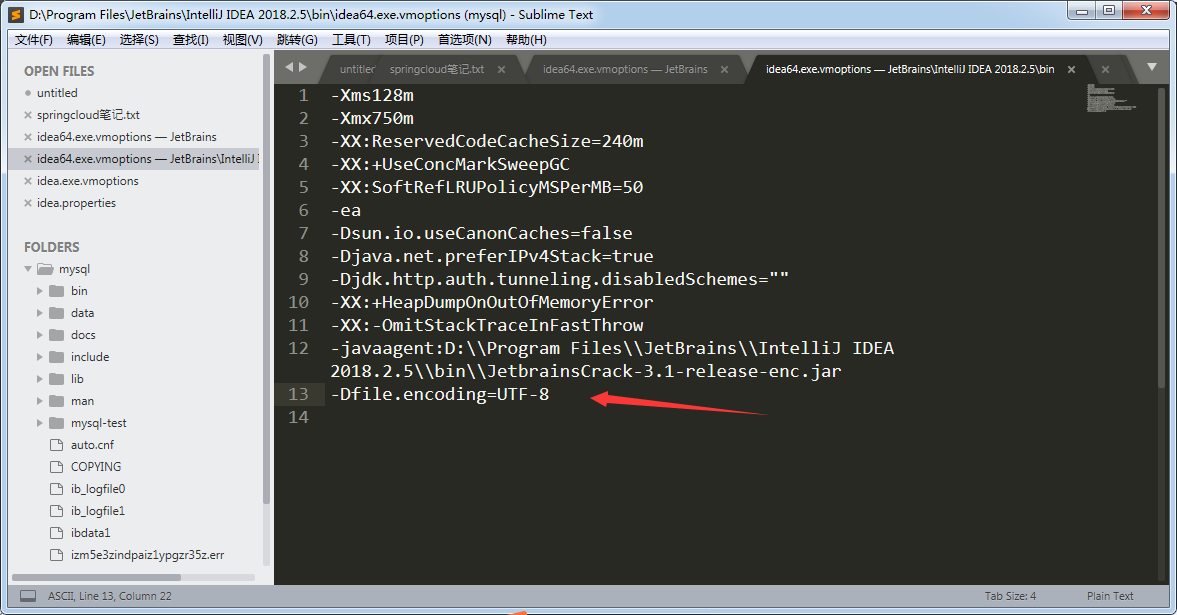 D:\Program Files\JetBrains\IntelliJ IDEA 2018.2.5\bin\idea64.exe.vmoptions (mysql) - Sublime Text
文件(F) 编辑(E) 选择(S) 查找(I) 视图(V) 跳转(G) 工具(T) 项目(P) 首选项(N) 帮助(H)
OPEN FILES
untitled
springcloud笔记.txt
idea64.exe.vmoptions — JetBrains
idea64.exe.vmoptions — JetBrains\IntelliJ I
idea.exe.vmoptions
idea.properties
FOLDERS
mysql
bin
data
docs
include
lib
man
mysql-test
auto.cnf
COPYING
ib_logfile0
ib_logfile1
ibdata1
izm5e3zindpaiz1ypgzr35z.err
untitler springcloud笔记.txt idea64.exe.vmoptions — JetBrains idea64.exe.vmoptions — JetBrains\IntelliJ IDEA 2018.2.5\bin
1 -Xms128m
2 -Xmx750m
3 -XX:ReservedCodeCacheSize=240m
4 -XX:+UseConcMarkSweepGC
5 -XX:SoftRefLRUPolicyMSPerMB=50
6 -ea
7 -Dsun.io.useCanonCaches=false
8 -Djava.net.preferIPv4Stack=true
9 -Djdk.http.auth.tunneling.disabledSchemes=""
10 -XX:+HeapDumpOnOutOfMemoryError
11 -XX:-OmitStackTraceInFastThrow
12 -javaagent:D:\\Program Files\\JetBrains\\IntelliJ IDEA
2018.2.5\\bin\\JetbrainsCrack-3.1-release-enc.jar
13 -Dfile.encoding=UTF-8
14
ASCII, Line 13, Column 22 Tab Size: 4 Plain Text